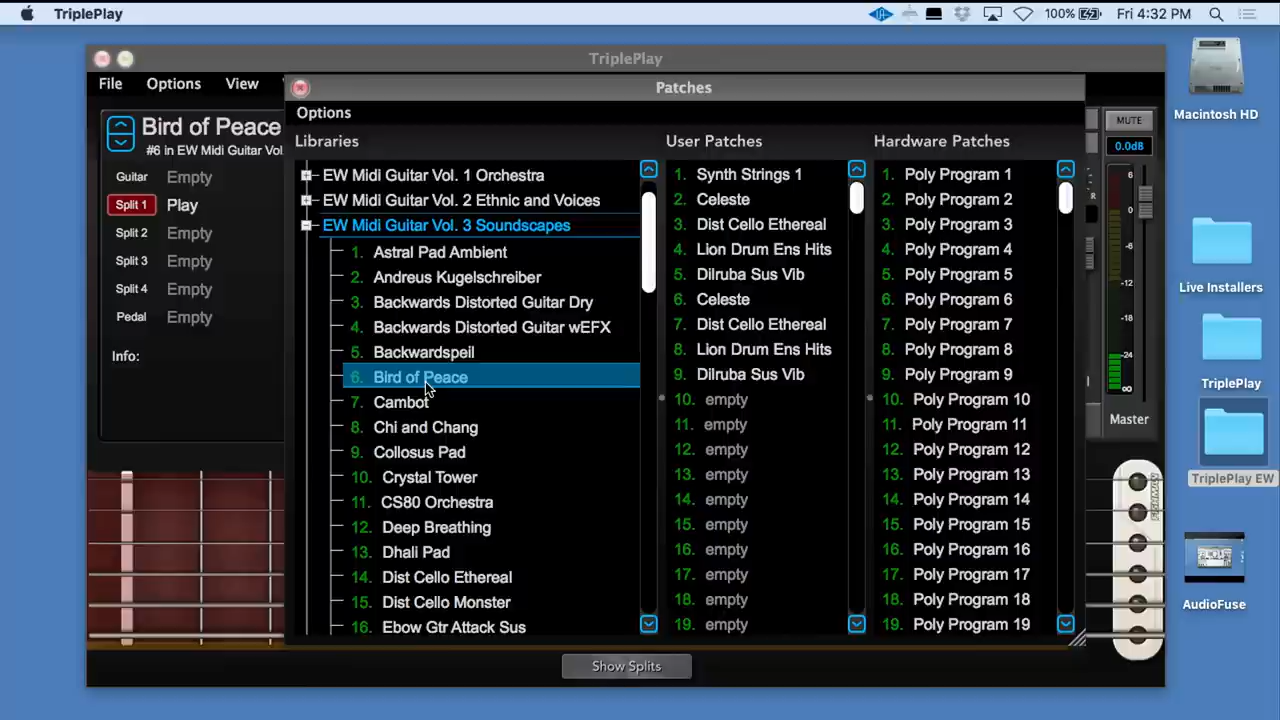 TriplePlay
100%
Fri 4:32 PM
TriplePlay
File
Options
View
Patches
Options
Libraries
User Patches
Hardware Patches
Bird of Peace
#6 in EW Midi Guitar Vol
Guitar Empty
Split 1 Play
Split 2 Empty
Split 3 Empty
Split 4 Empty
Pedal Empty
Info:
EW Midi Guitar Vol. 1 Orchestra
EW Midi Guitar Vol. 2 Ethnic and Voices
EW Midi Guitar Vol. 3 Soundscapes
1. Astral Pad Ambient
2. Andreus Kugelschreiber
3. Backwards Distorted Guitar Dry
4. Backwards Distorted Guitar wEFX
5. Backwardspeil
6. Bird of Peace
7. Cambot
8. Chi and Chang
9. Collosus Pad
10. Crystal Tower
11. CS80 Orchestra
12. Deep Breathing
13. Dhali Pad
14. Dist Cello Ethereal
15. Dist Cello Monster
16. Ebow Gtr Attack Sus
1. Synth Strings 1
2. Celeste
3. Dist Cello Ethereal
4. Lion Drum Ens Hits
5. Dilruba Sus Vib
6. Celeste
7. Dist Cello Ethereal
8. Lion Drum Ens Hits
9. Dilruba Sus Vib
10. empty
11. empty
12. empty
13. empty
14. empty
15. empty
16. empty
17. empty
18. empty
19. empty
1. Poly Program 1
2. Poly Program 2
3. Poly Program 3
4. Poly Program 4
5. Poly Program 5
6. Poly Program 6
7. Poly Program 7
8. Poly Program 8
9. Poly Program 9
10. Poly Program 10
11. Poly Program 11
12. Poly Program 12
13. Poly Program 13
14. Poly Program 14
15. Poly Program 15
16. Poly Program 16
17. Poly Program 17
18. Poly Program 18
19. Poly Program 19
MUTE
0.0dB
6
0
-6
-12
-18
-24
∞
R
Master
FISHMAN
Show Splits
Macintosh HD
Live Installers
TriplePlay
TriplePlay EW
AudioFuse